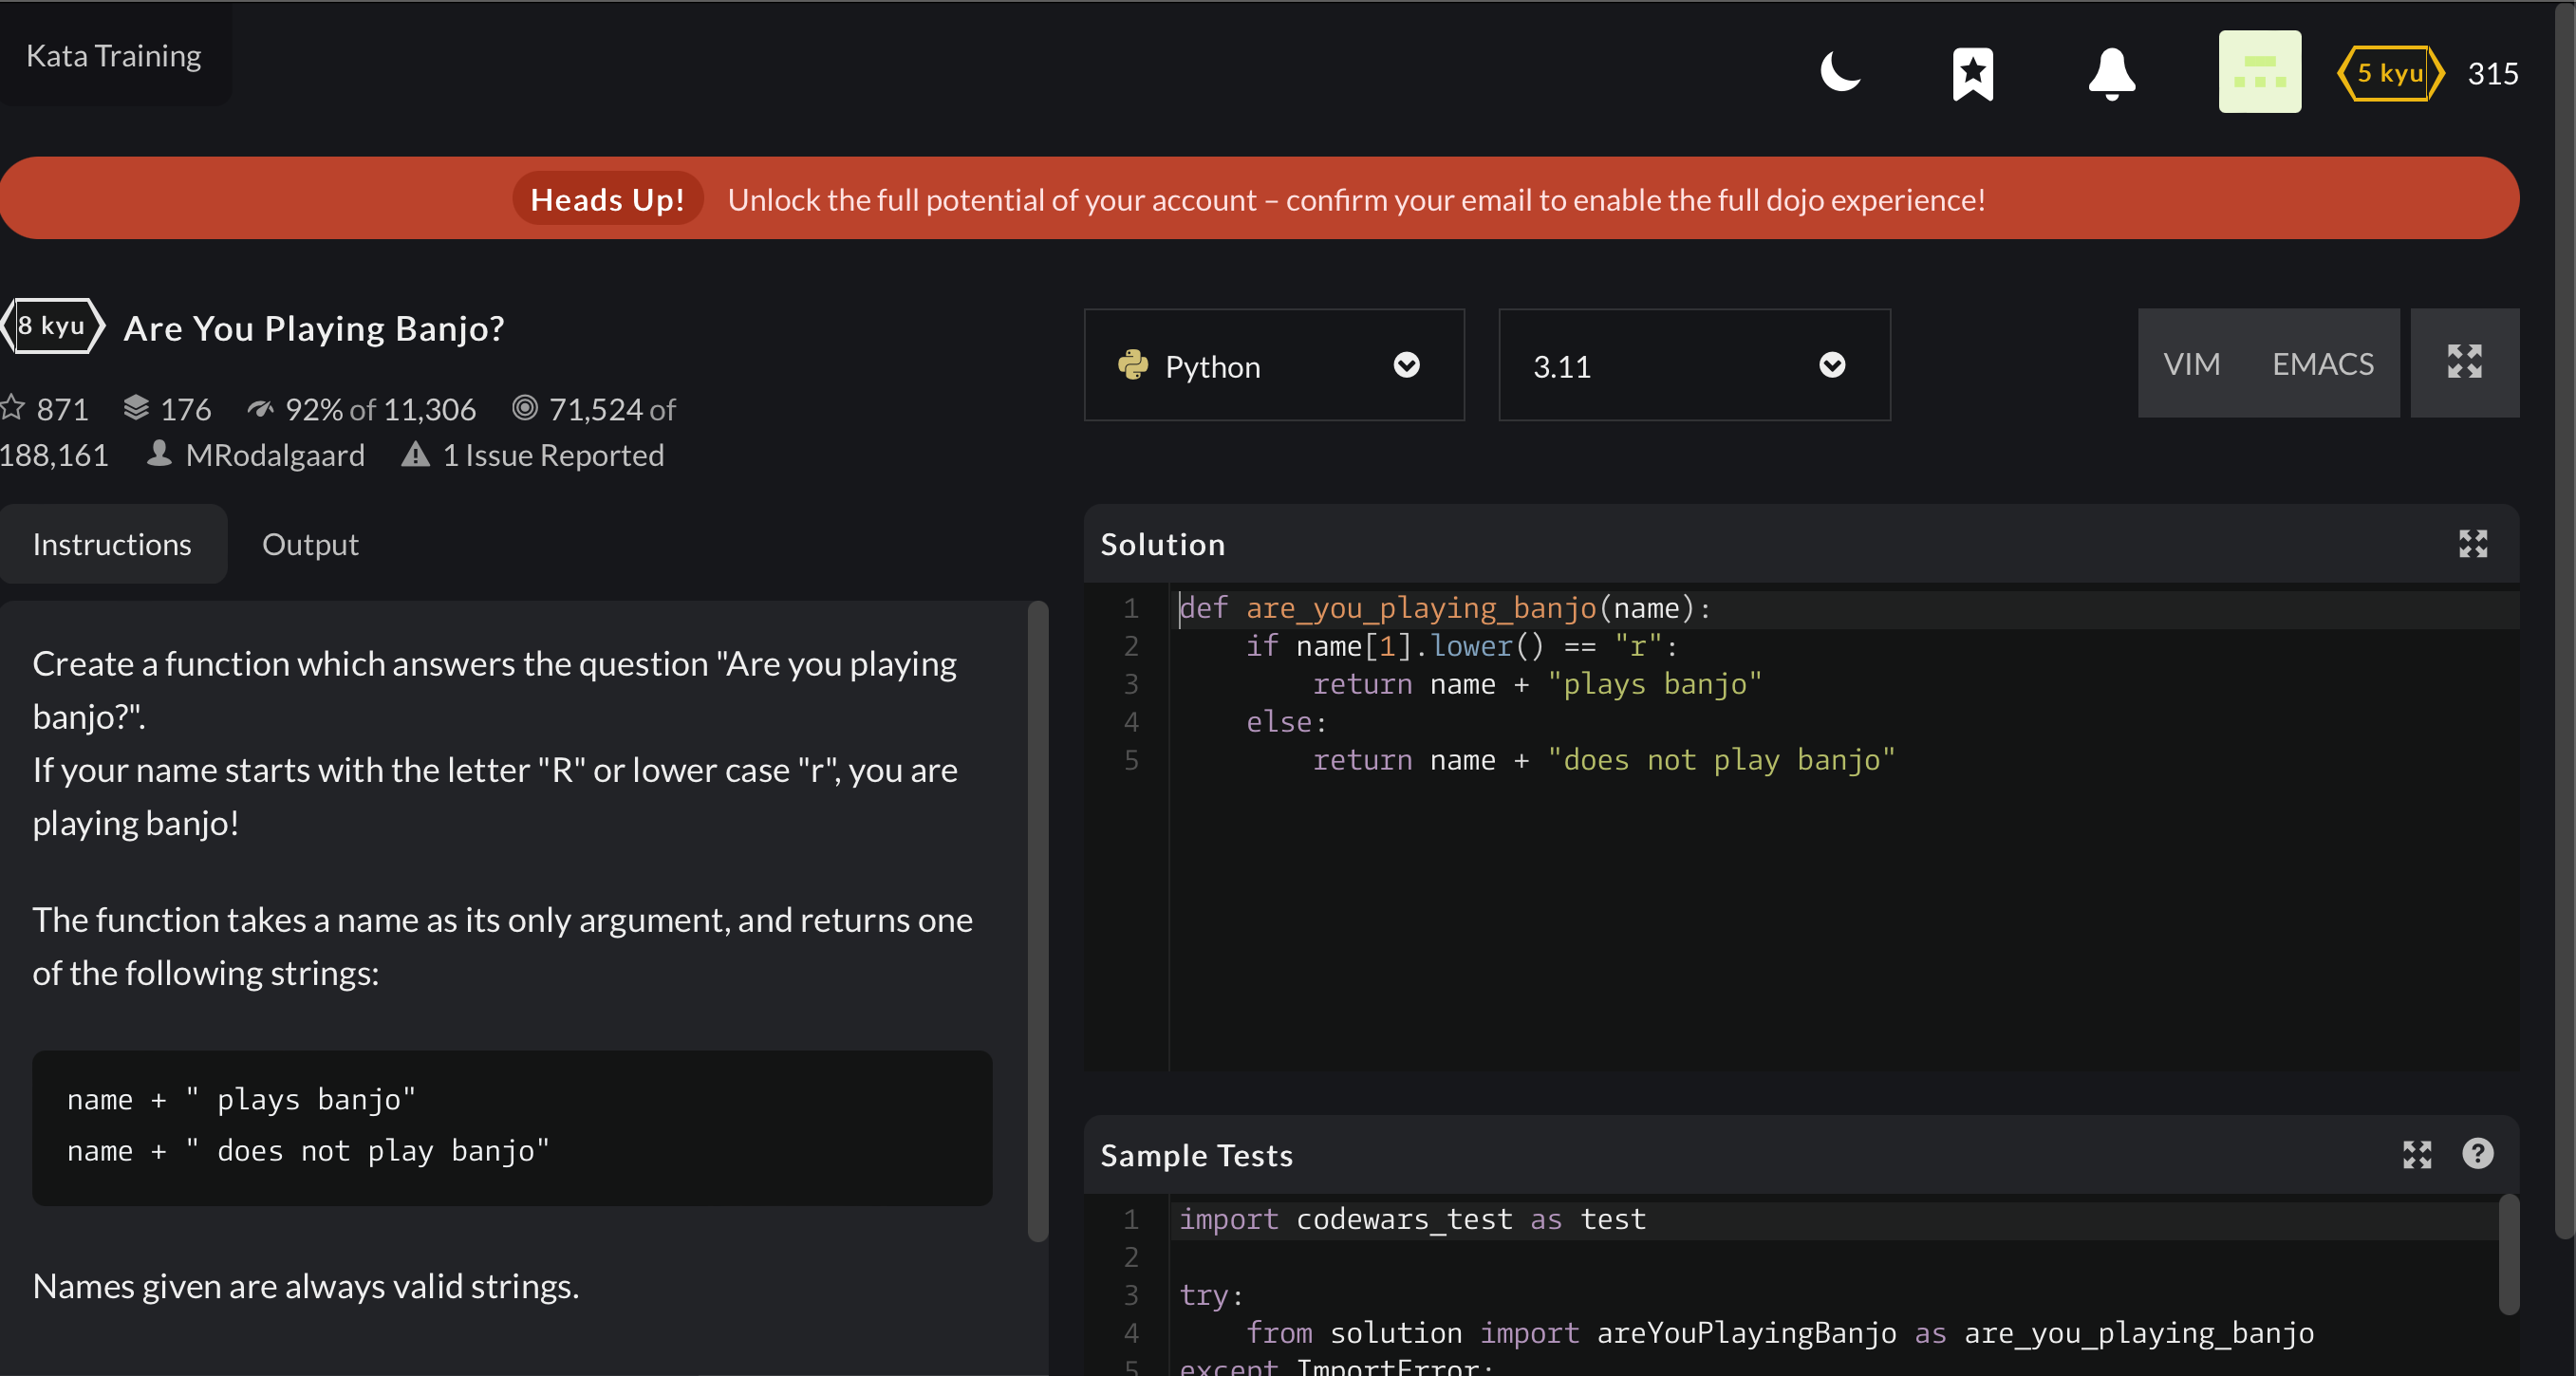 Kata Training
5 kyu 315
Heads Up! Unlock the full potential of your account – confirm your email to enable the full dojo experience!
8 kyu Are You Playing Banjo?
871 176 92% of 11,306 71,524 of
188,161 MRodalgaard 1 Issue Reported
Python 3.11 VIM EMACS
Instructions Output
Create a function which answers the question "Are you playing
banjo?".
If your name starts with the letter "R" or lower case "r", you are
playing banjo!
The function takes a name as its only argument, and returns one
of the following strings:
name + " plays banjo"
name + " does not play banjo"
Names given are always valid strings.
Solution
1 def are_you_playing_banjo(name):
2     if name[1].lower() == "r":
3         return name + "plays banjo"
4     else:
5         return name + "does not play banjo"
Sample Tests
1 import codewars_test as test
2
3 try:
4     from solution import areYouPlayingBanjo as are_you_playing_banjo
5 except ImportError: